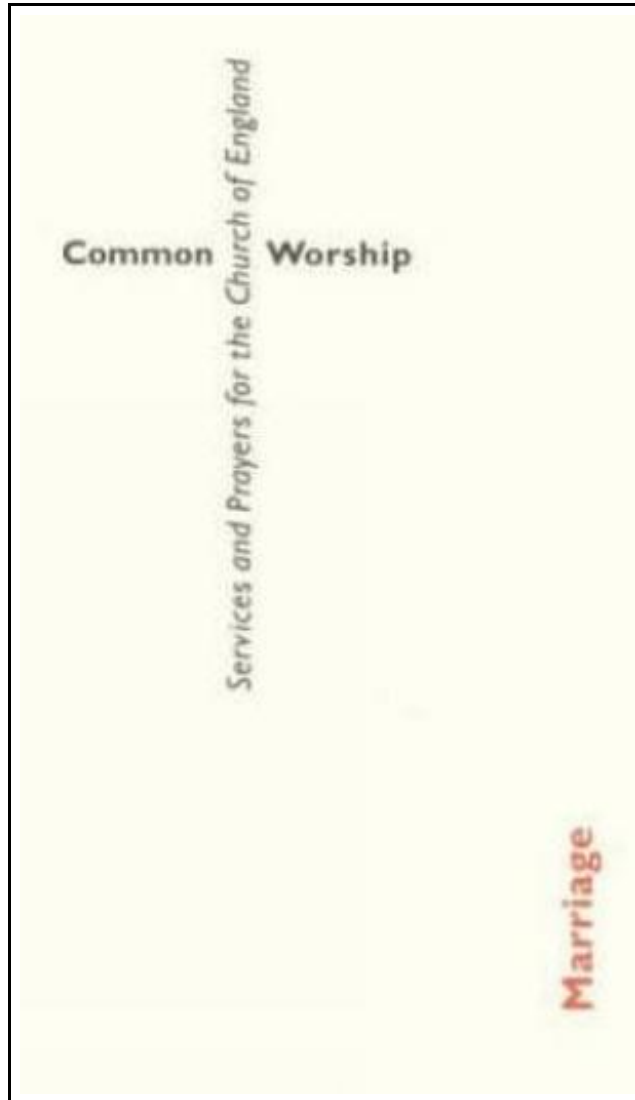 Common Worship
Services and Prayers for the Church of England
Marriage